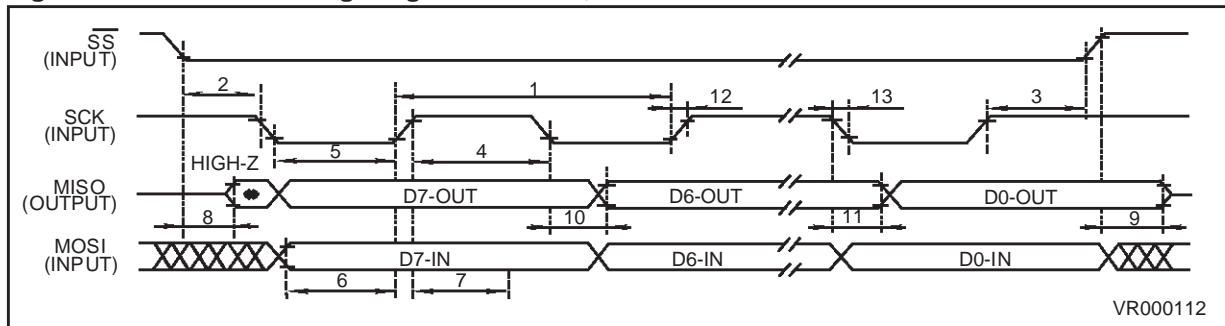 SS
(INPUT)
2
1
12
13
3
SCK
(INPUT)
5
4
HIGH-Z
MISO
(OUTPUT)
D7-OUT
D6-OUT
D0-OUT
8
10
11
9
MOSI
(INPUT)
D7-IN
D6-IN
D0-IN
6
7
VR000112